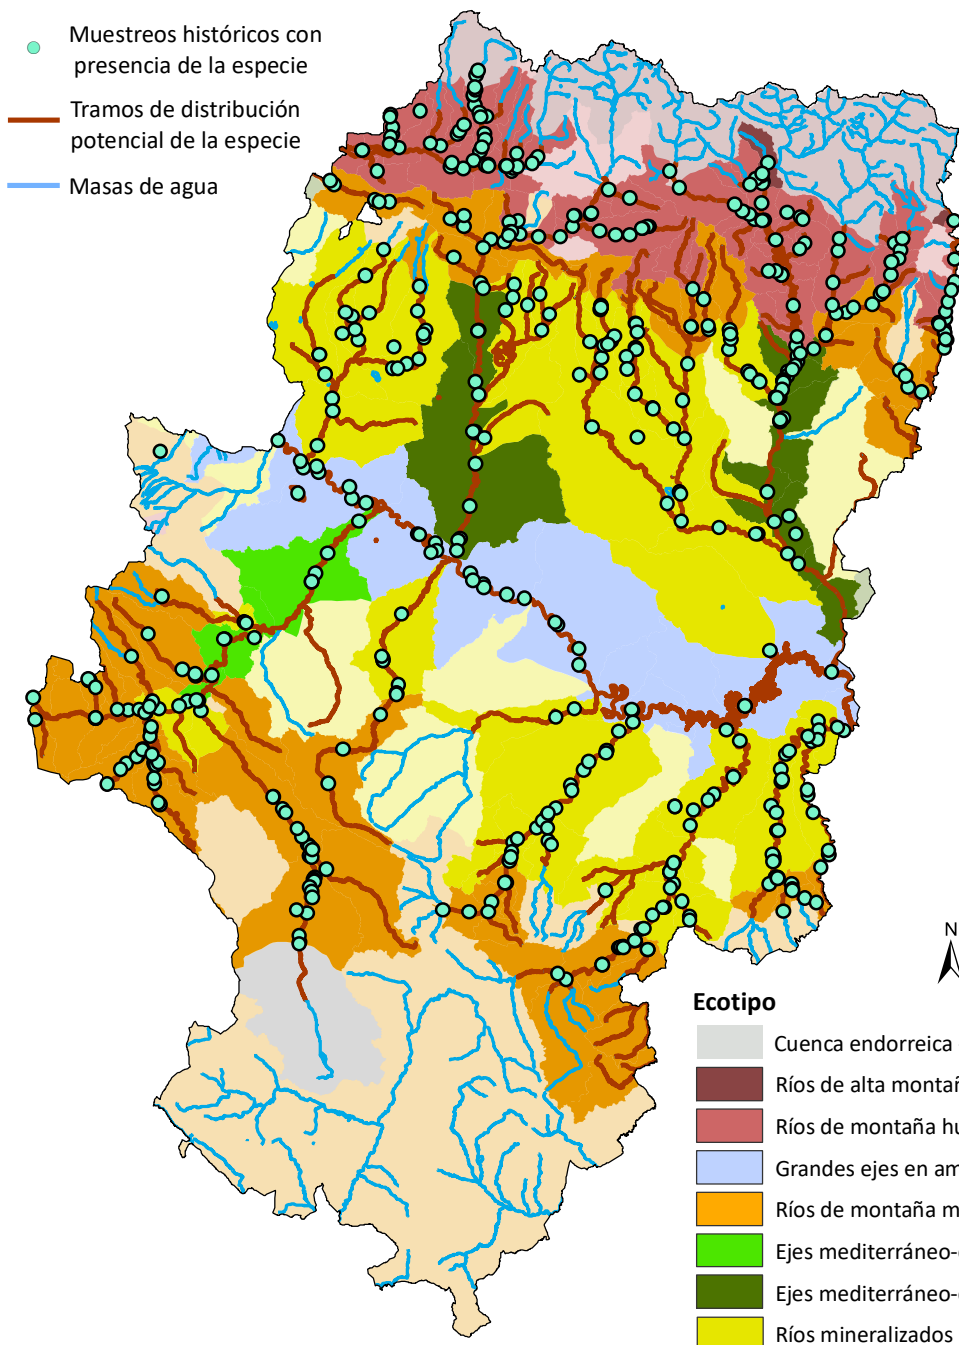 Muestreos históricos con
presencia de la especie
Tramos de distribución
potencial de la especie
Masas de agua
N
Ecotipo
Cuenca endorreica
Ríos de alta montañ
Ríos de montaña hu
Grandes ejes en am
Ríos de montaña m
Ejes mediterráneo-
Ejes mediterráneo-
Ríos mineralizados